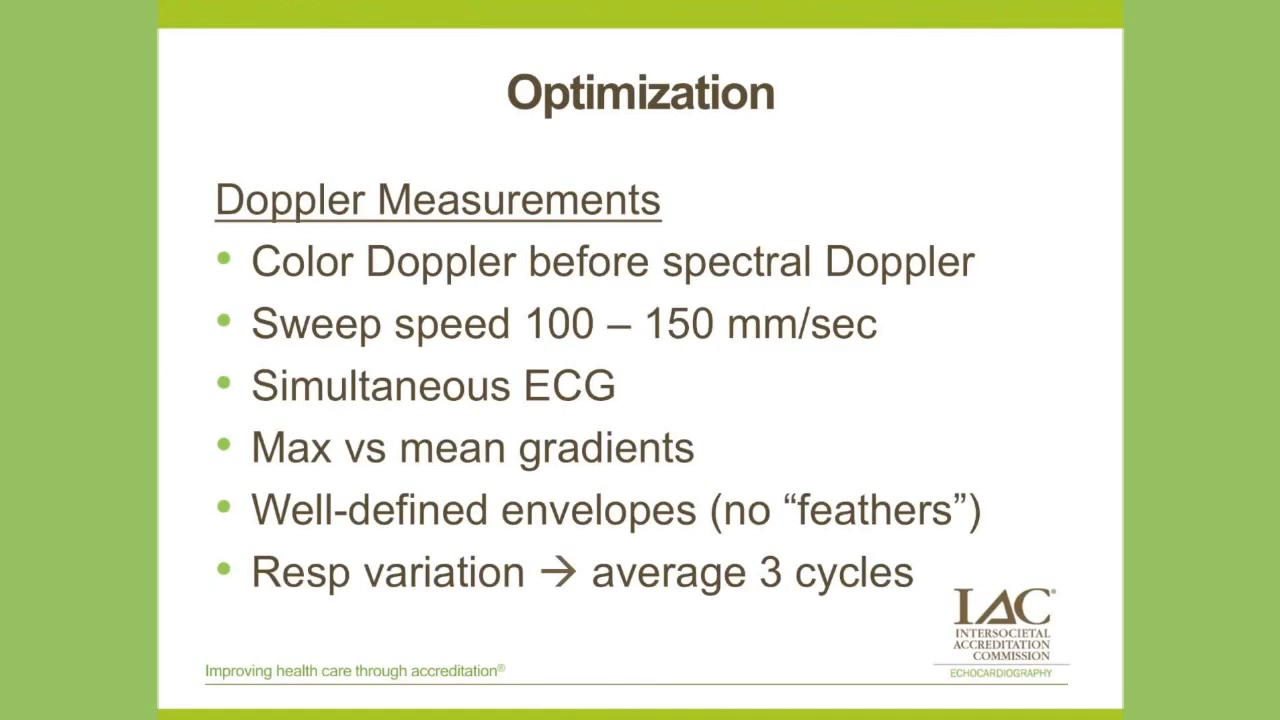 Optimization
Doppler Measurements
• Color Doppler before spectral Doppler
• Sweep speed 100 – 150 mm/sec
• Simultaneous ECG
• Max vs mean gradients
• Well-defined envelopes (no “feathers”)
• Resp variation → average 3 cycles
IAC®
INTERSOCIETAL
ACCREDITATION
COMMISSION
ECHOCARDIOGRAPHY
Improving health care through accreditation®